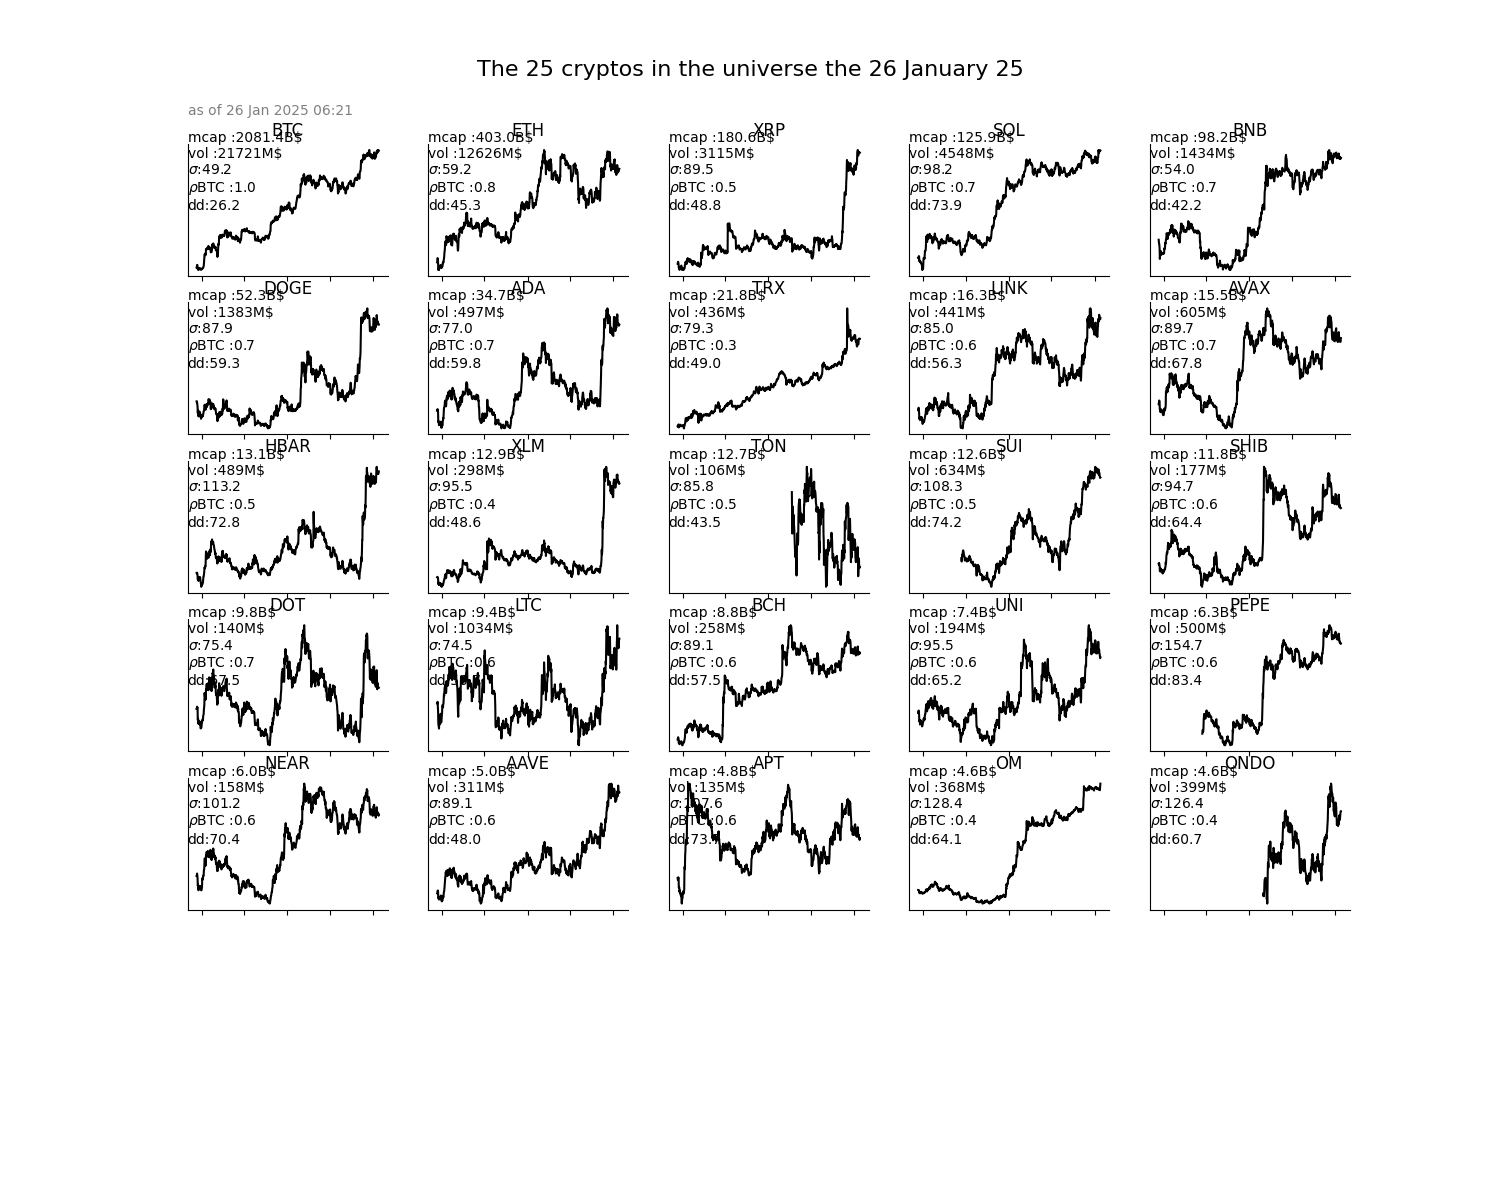 The 25 cryptos in the universe the 26 January 25
as of 26 Jan 2025 06:21
BTC
mcap :2081.4B$
vol :21721M$
σ:49.2
ρBTC :1.0
dd:26.2
ETH
mcap :403.0B$
vol :12626M$
σ:59.2
ρBTC :0.8
dd:45.3
XRP
mcap :180.6B$
vol :3115M$
σ:89.5
ρBTC :0.5
dd:48.8
SOL
mcap :125.9B$
vol :4548M$
σ:98.2
ρBTC :0.7
dd:73.9
BNB
mcap :98.2B$
vol :1434M$
σ:54.0
ρBTC :0.7
dd:42.2
DOGE
mcap :52.3B$
vol :1383M$
σ:87.9
ρBTC :0.7
dd:59.3
ADA
mcap :34.7B$
vol :497M$
σ:77.0
ρBTC :0.7
dd:59.8
TRX
mcap :21.8B$
vol :436M$
σ:79.3
ρBTC :0.3
dd:49.0
LINK
mcap :16.3B$
vol :441M$
σ:85.0
ρBTC :0.6
dd:56.3
AVAX
mcap :15.5B$
vol :605M$
σ:89.7
ρBTC :0.7
dd:67.8
HBAR
mcap :13.1B$
vol :489M$
σ:113.2
ρBTC :0.5
dd:72.8
XLM
mcap :12.9B$
vol :298M$
σ:95.5
ρBTC :0.4
dd:48.6
TON
mcap :12.7B$
vol :106M$
σ:85.8
ρBTC :0.5
dd:43.5
SUI
mcap :12.6B$
vol :634M$
σ:108.3
ρBTC :0.5
dd:74.2
SHIB
mcap :11.8B$
vol :177M$
σ:94.7
ρBTC :0.6
dd:64.4
DOT
mcap :9.8B$
vol :140M$
σ:75.4
ρBTC :0.7
LTC
mcap :9.4B$
vol :1034M$
σ:74.5
ρBTC :0.6
BCH
mcap :8.8B$
vol :258M$
σ:89.1
ρBTC :0.6
dd:57.5
UNI
mcap :7.4B$
vol :194M$
σ:95.5
ρBTC :0.6
dd:65.2
PEPE
mcap :6.3B$
vol :500M$
σ:154.7
ρBTC :0.6
dd:83.4
NEAR
mcap :6.0B$
vol :158M$
σ:101.2
ρBTC :0.6
dd:70.4
AAVE
mcap :5.0B$
vol :311M$
σ:89.1
ρBTC :0.6
dd:48.0
APT
mcap :4.8B$
vol :135M$
σ:107.6
ρBTC :0.6
OM
mcap :4.6B$
vol :368M$
σ:128.4
ρBTC :0.4
dd:64.1
ONDO
mcap :4.6B$
vol :399M$
σ:126.4
ρBTC :0.4
dd:60.7